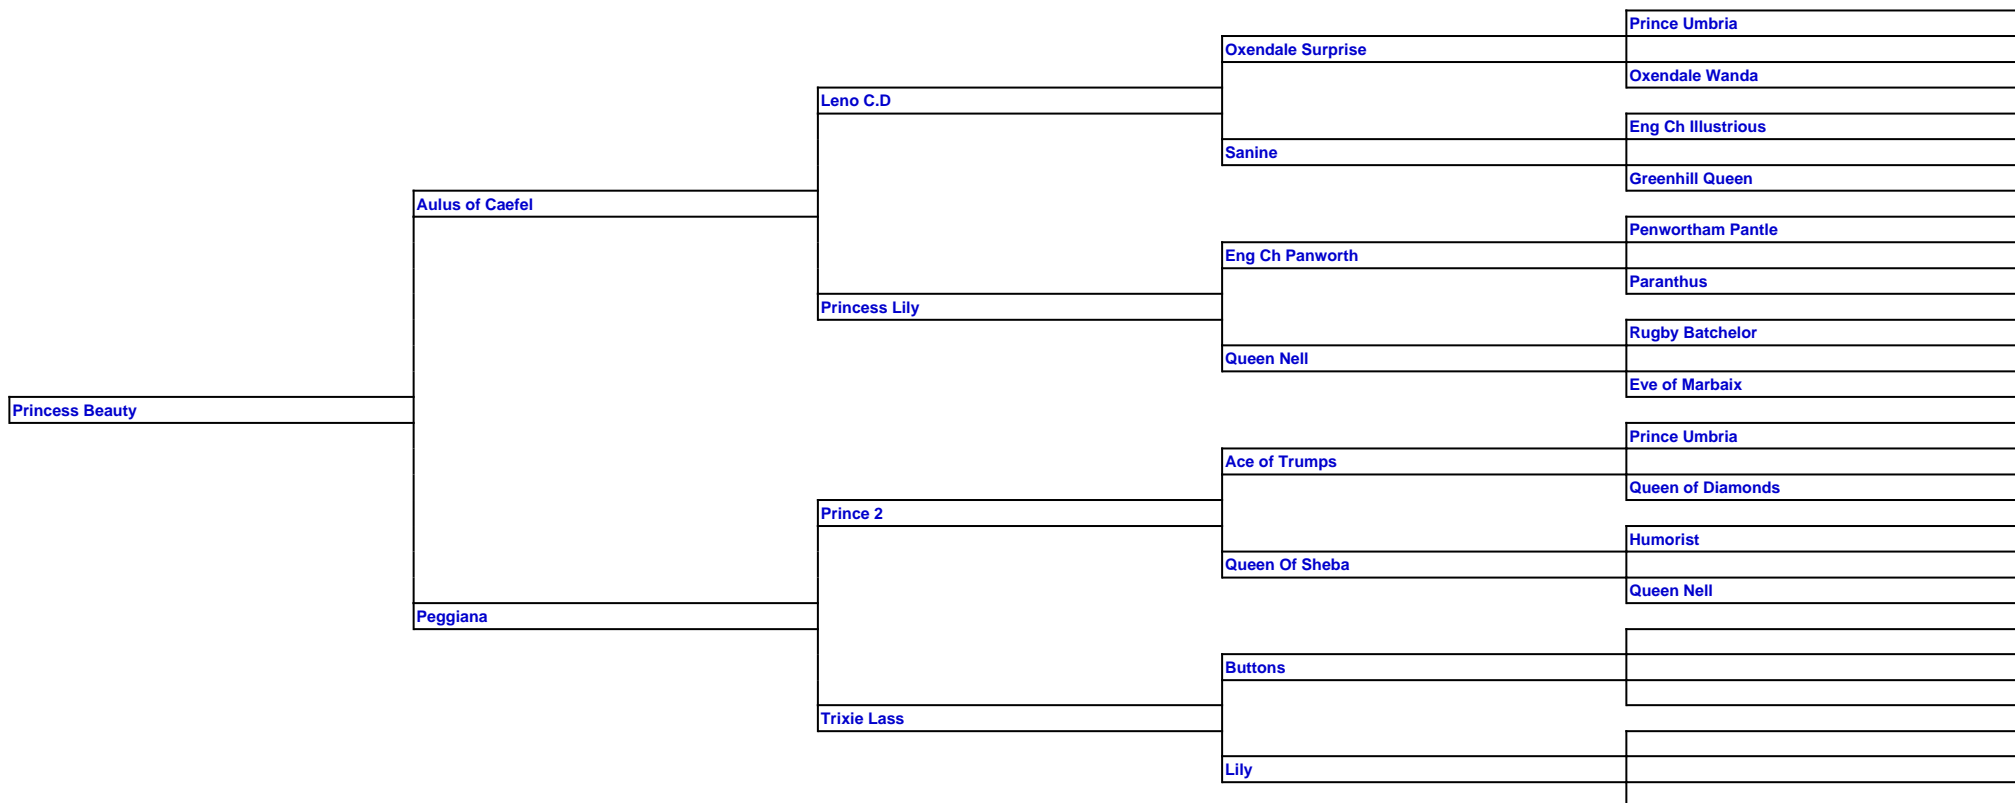 Prince Umbria
Oxendale Surprise
Oxendale Wanda
Leno C.D
Eng Ch Illustrious
Sanine
Greenhill Queen
Aulus of Caefel
Penwortham Pantle
Eng Ch Panworth
Paranthus
Princess Lily
Rugby Batchelor
Queen Nell
Eve of Marbaix
Princess Beauty
Prince Umbria
Ace of Trumps
Queen of Diamonds
Prince 2
Humorist
Queen Of Sheba
Queen Nell
Peggiana
Buttons
Trixie Lass
Lily